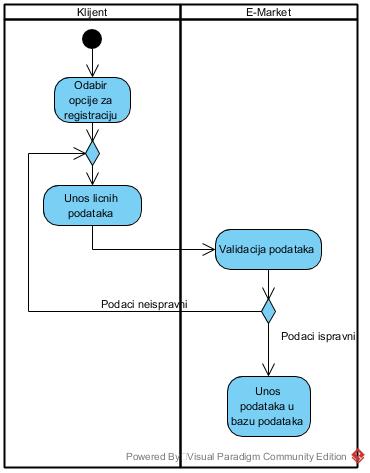 Klijent
E-Market
Odabir
opcije za
registraciju
Unos licnih
podataka
Validacija podataka
Podaci neispravni
Podaci ispravni
Unos
podataka u
bazu podataka
Powered By Visual Paradigm Community Edition